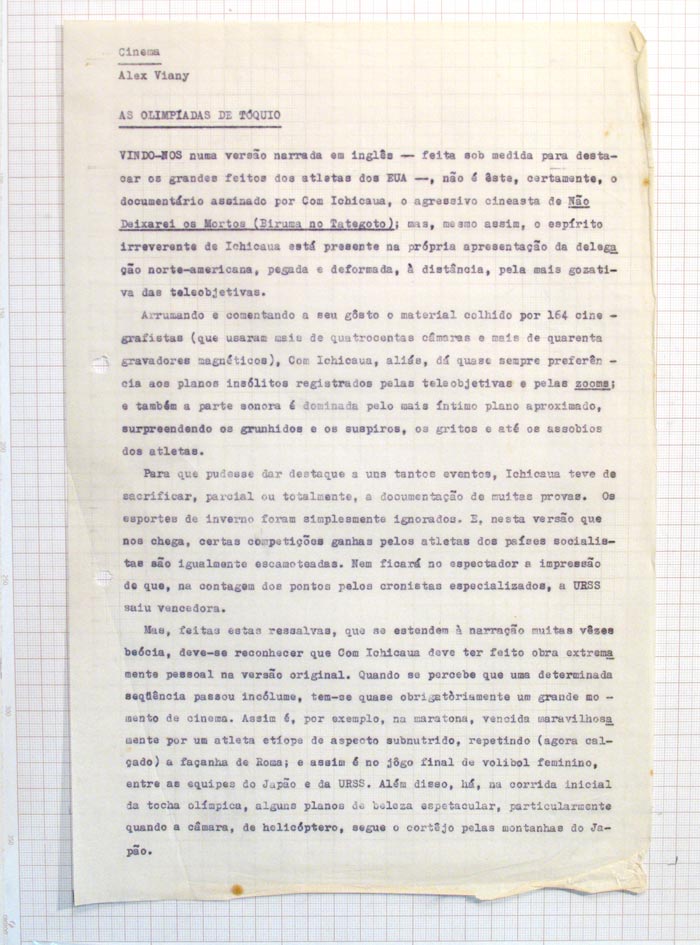 Cinema
Alex Viany
AS OLIMPÍADAS DE TÓQUIO
VINDO-NOS numa versão narrada em inglês — feita sob medida para desta-
car os grandes feitos dos atletas dos EUA —, não é êste, certamente, o
documentário assinado por Com Ichicaua, o agressivo cineasta de Não
Deixarei os Mortos (Biruma no Tategoto); mas, mesmo assim, o espírito
irreverente de Ichicaua está presente na própria apresentação da delega
ção norte-americana, pegada e deformada, à distância, pela mais gozati-
va das teleobjetivas.
Arrumando e comentando a seu gôsto o material colhido por 164 cine -
grafistas (que usaram mais de quatrocentas câmaras e mais de quarenta
gravadores magnéticos), Com Ichicaua, aliás, dá quase sempre preferên -
cia aos planos insólitos registrados pelas teleobjetivas e pelas zooms;
e também a parte sonora é dominada pelo mais íntimo plano aproximado,
surpreendendo os grunhidos e os suspiros, os gritos e até os assobios
dos atletas.
Para que pudesse dar destaque a uns tantos eventos, Ichicaua teve de
sacrificar, parcial ou totalmente, a documentação de muitas provas. Os
esportes de inverno foram simplesmente ignorados. E, nesta versão que
nos chega, certas competições ganhas pelos atletas dos países socialis-
tas são igualmente escamoteadas. Nem ficará no espectador a impressão
de que, na contagem dos pontos pelos cronistas especializados, a URSS
saiu vencedora.
Mas, feitas estas ressalvas, que se estendem à narração muitas vêzes
beócia, deve-se reconhecer que Com Ichicaua deve ter feito obra extrema
mente pessoal na versão original. Quando se percebe que uma determinada
seqüência passou incólume, tem-se quase obrigatòriamente um grande mo -
mento de cinema. Assim é, por exemplo, na maratona, vencida maravilhosa
mente por um atleta etíope de aspecto subnutrido, repetindo (agora cal-
çado) a façanha de Roma; e assim é no jôgo final de volibol feminino,
entre as equipes do Japão e da URSS. Além disso, há, na corrida inicial
da tocha olímpica, alguns planos de beleza espetacular, particularmente
quando a câmara, de helicóptero, segue o cortêjo pelas montanhas do Ja-
pão.